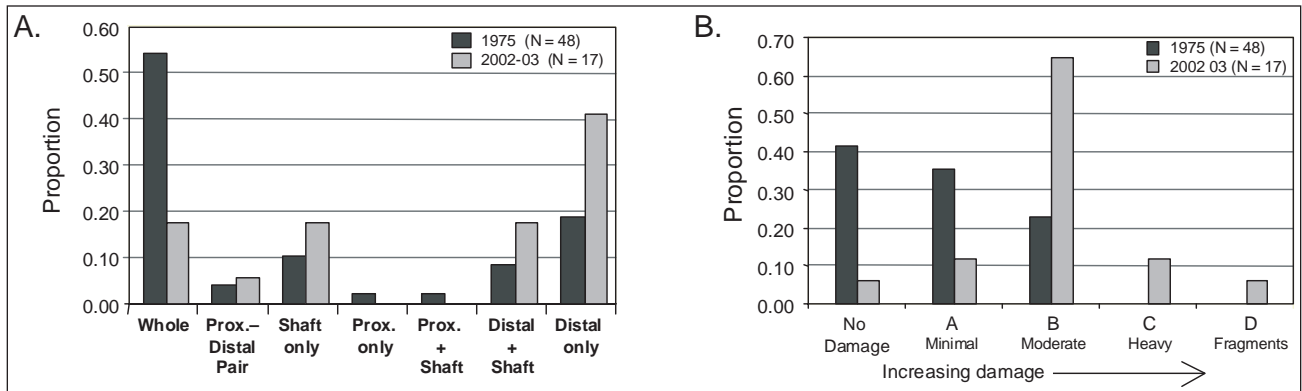 A.
0.60
0.50
0.40
0.30
0.20
0.10
0.00
Proportion
1975 (N = 48)
2002-03 (N = 17)
Whole
Prox.–
Distal
Pair
Shaft
only
Prox.
only
Prox.
+
Shaft
Distal
+
Shaft
Distal
only
B.
0.70
0.60
0.50
0.40
0.30
0.20
0.10
0.00
Proportion
1975 (N = 48)
2002 03 (N = 17)
No
Damage
A
Minimal
B
Moderate
C
Heavy
D
Fragments
Increasing damage